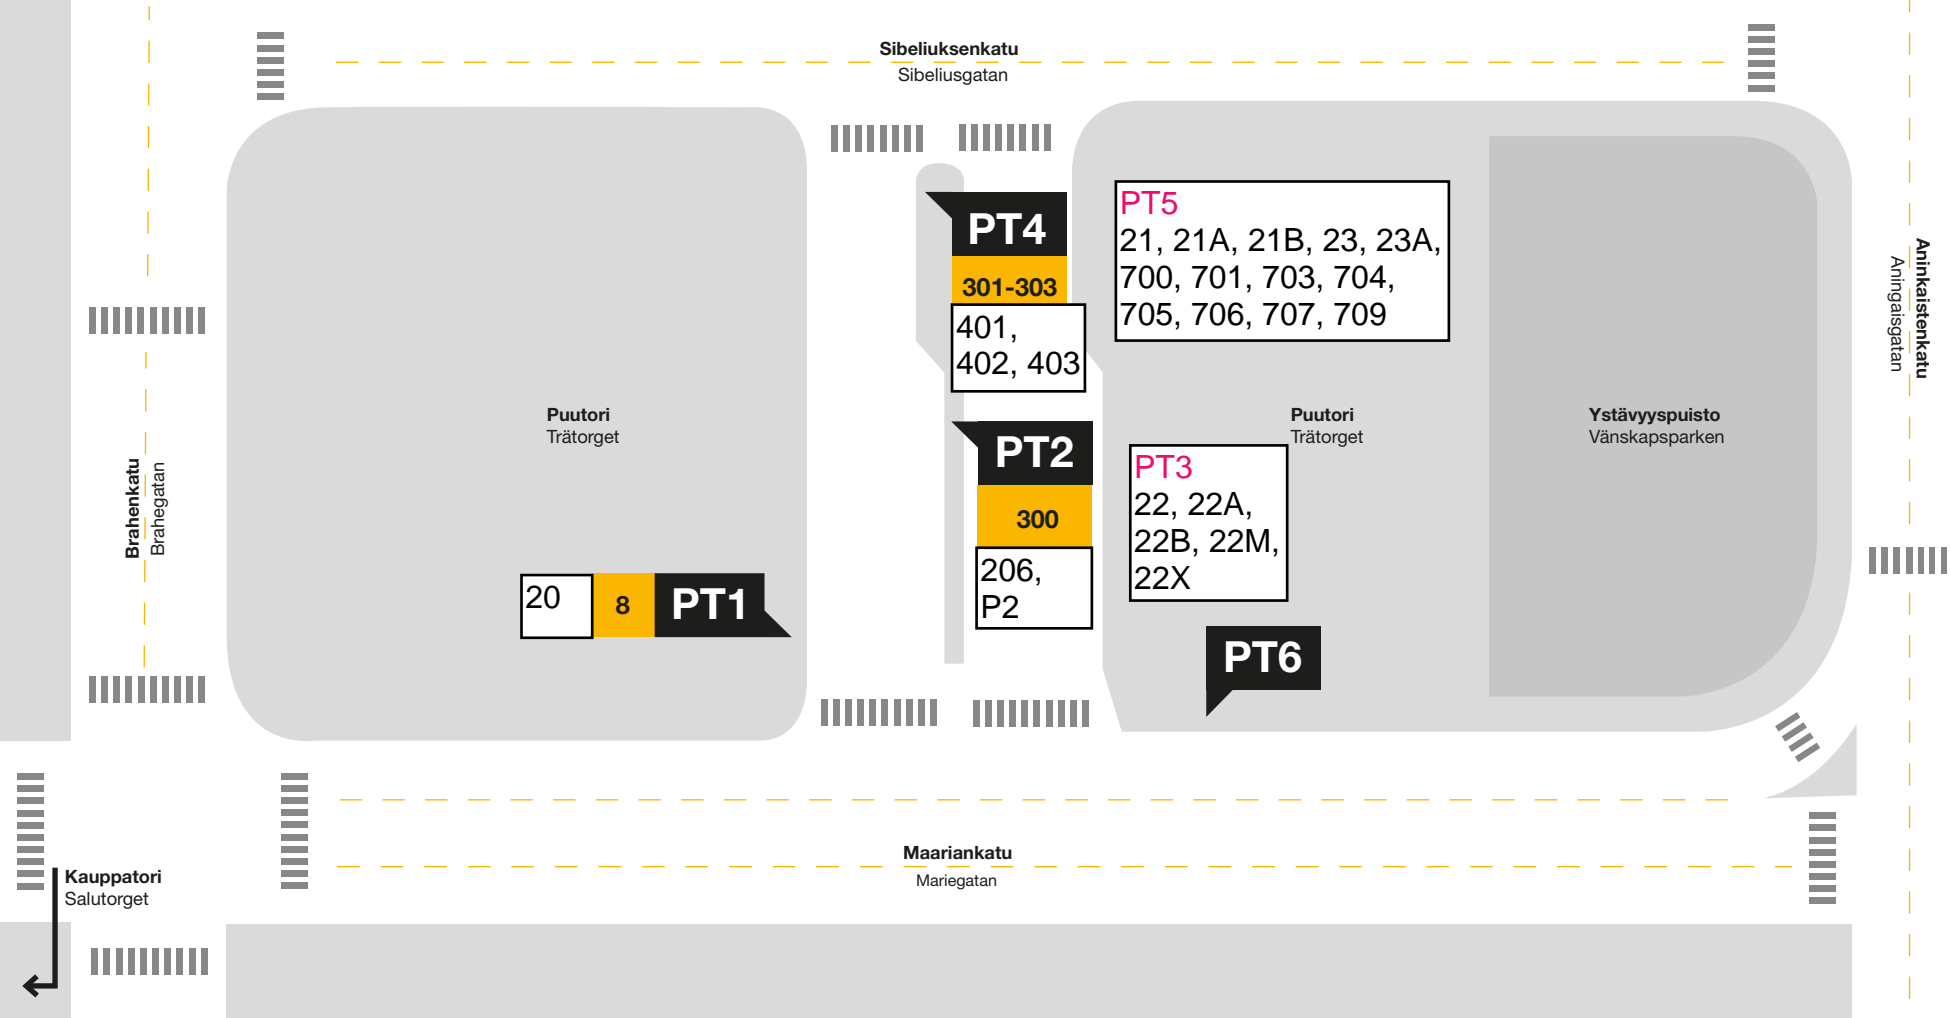 Sibeliuksenkatu
Sibeliusgatan
PT4
301-303
401,
402, 403
PT5
21, 21A, 21B, 23, 23A,
700, 701, 703, 704,
705, 706, 707, 709
Aninkaistenkatu
Aningaisgatan
Puutori
Trätorget
Puutori
Trätorget
Ystävyyspuisto
Vänskapsparken
Brahenkatu
Brahegatan
PT2
300
206,
P2
PT3
22, 22A,
22B, 22M,
22X
20
8
PT1
PT6
Maariankatu
Mariegatan
Kauppatori
Salutorget